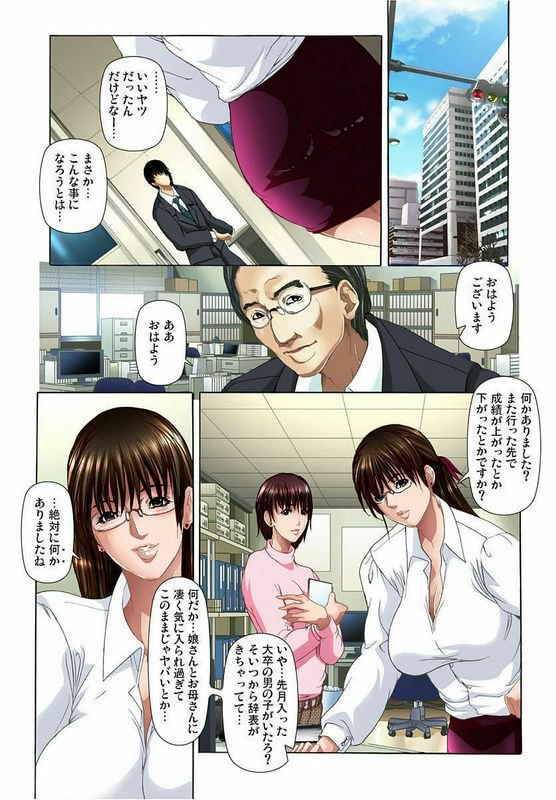 おはよう
ございます
……
いいヤツ
だったん
だけどな―…
まさか…
こんな事に
なろうとは…
ああ
おはよう
何かありました？
また行った先で
成績が上がったとか
下がったとかですか？
いや…先月入った
大卒の男の子がいたろ？
そいつから辞表が
きちゃってて…
何だか…娘さんとお母さんに
凄く気に入られ過ぎて
このままじゃヤバいとか…
…絶対に何か
ありましたね